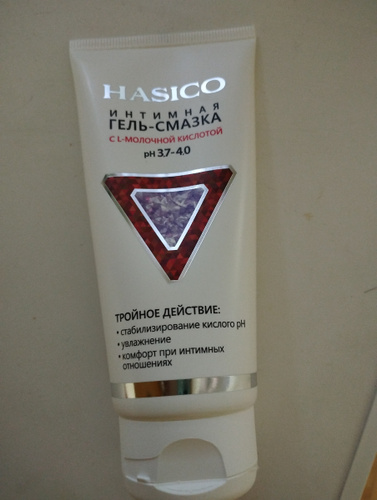 HASICO
ИНТИМНАЯ
ГЕЛЬ-СМАЗКА
С L-МОЛОЧНОЙ КИСЛОТОЙ
pH 3,7-4,0
ТРОЙНОЕ ДЕЙСТВИЕ:
• стабилизирование кислого pH
• увлажнение
• комфорт при интимных
отношениях